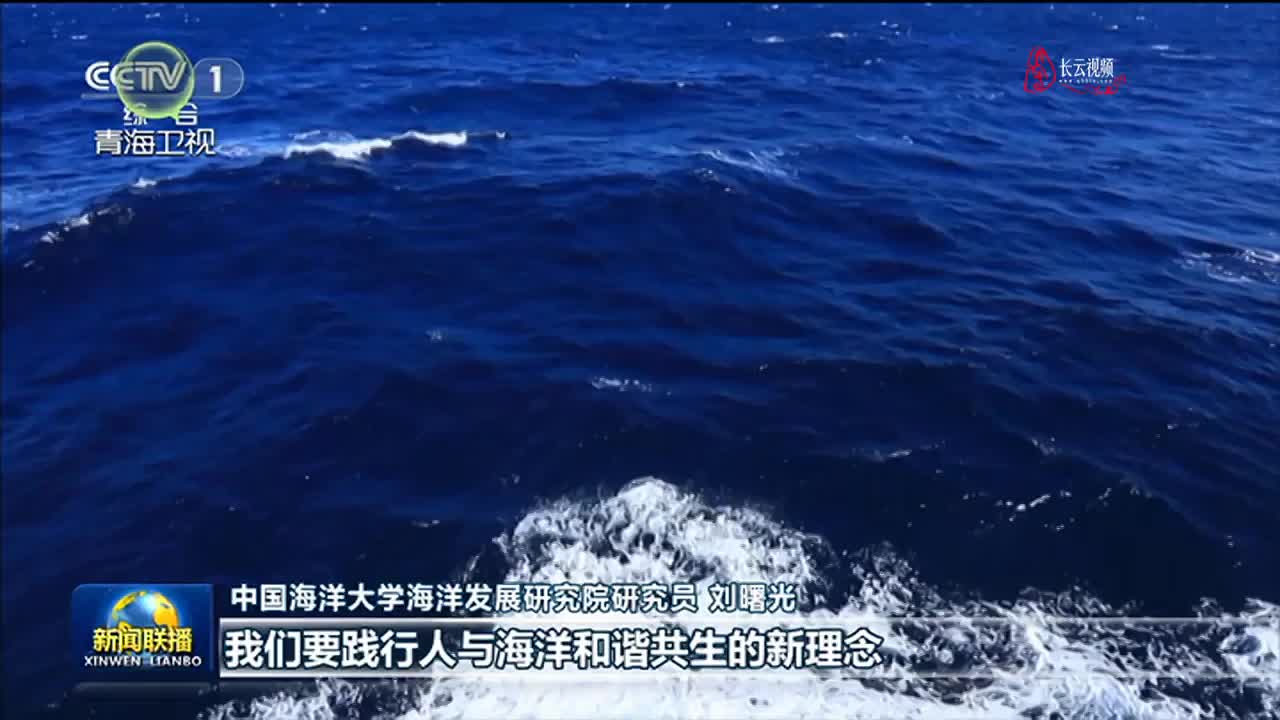 CCTV 1
综合
青海卫视
长云视频
中国海洋大学海洋发展研究院研究员 刘曙光
新闻联播
XINWEN LIANBO
我们要践行人与海洋和谐共生的新理念